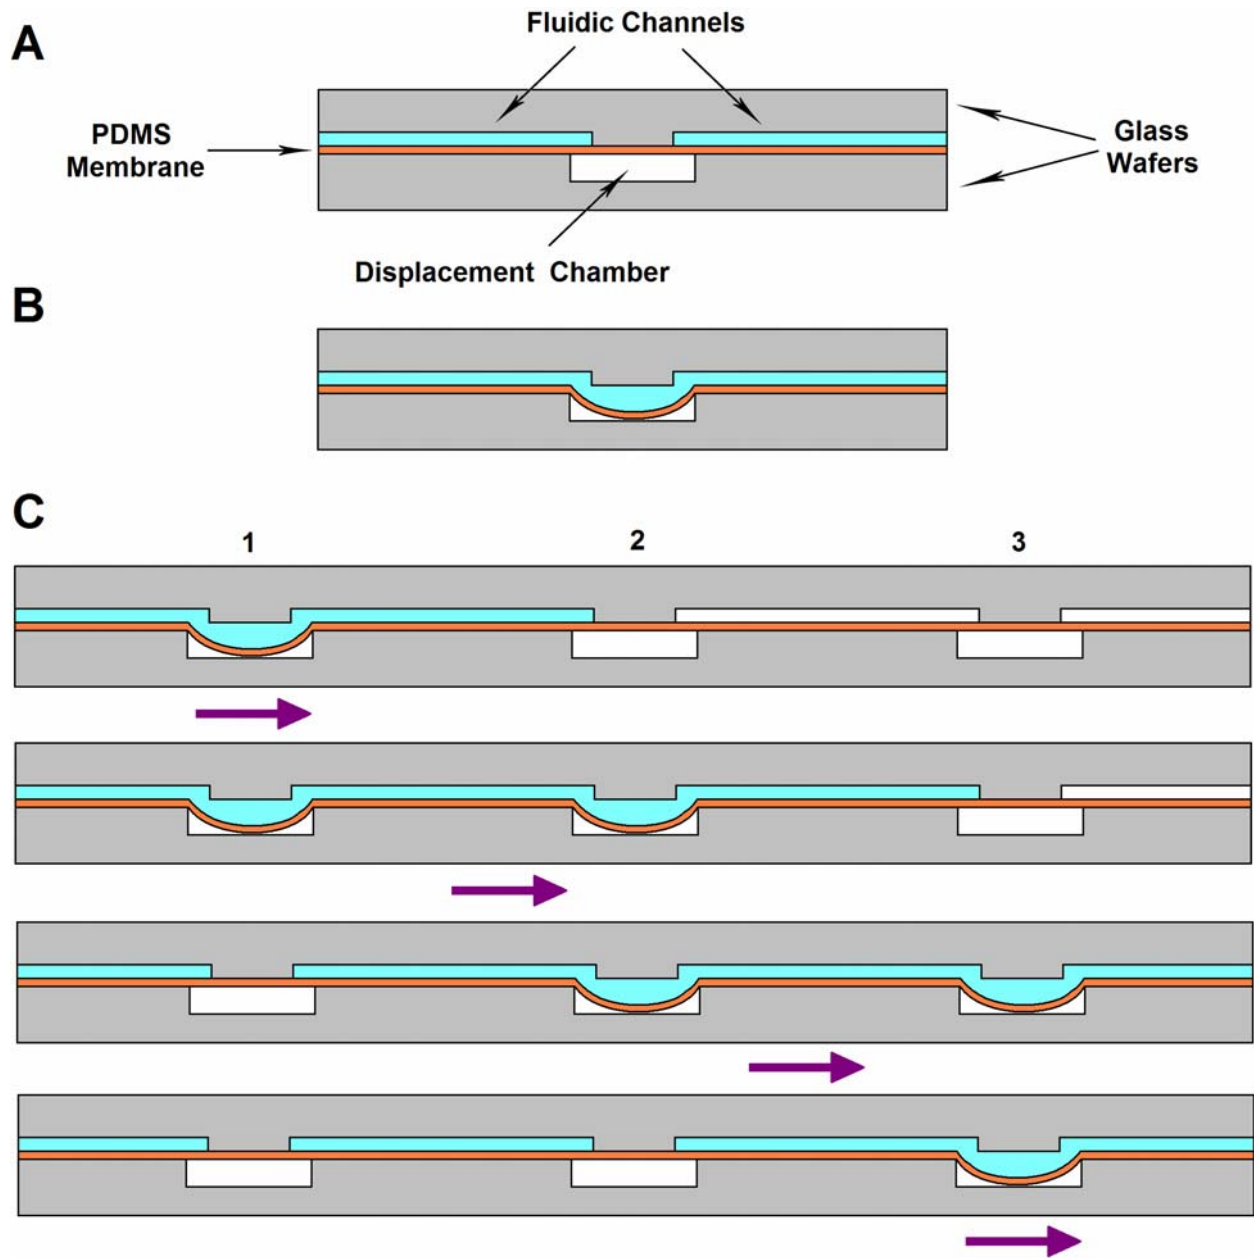 A
Fluidic Channels
PDMS
Membrane
Glass
Wafers
Displacement Chamber
B
C
1 2 3